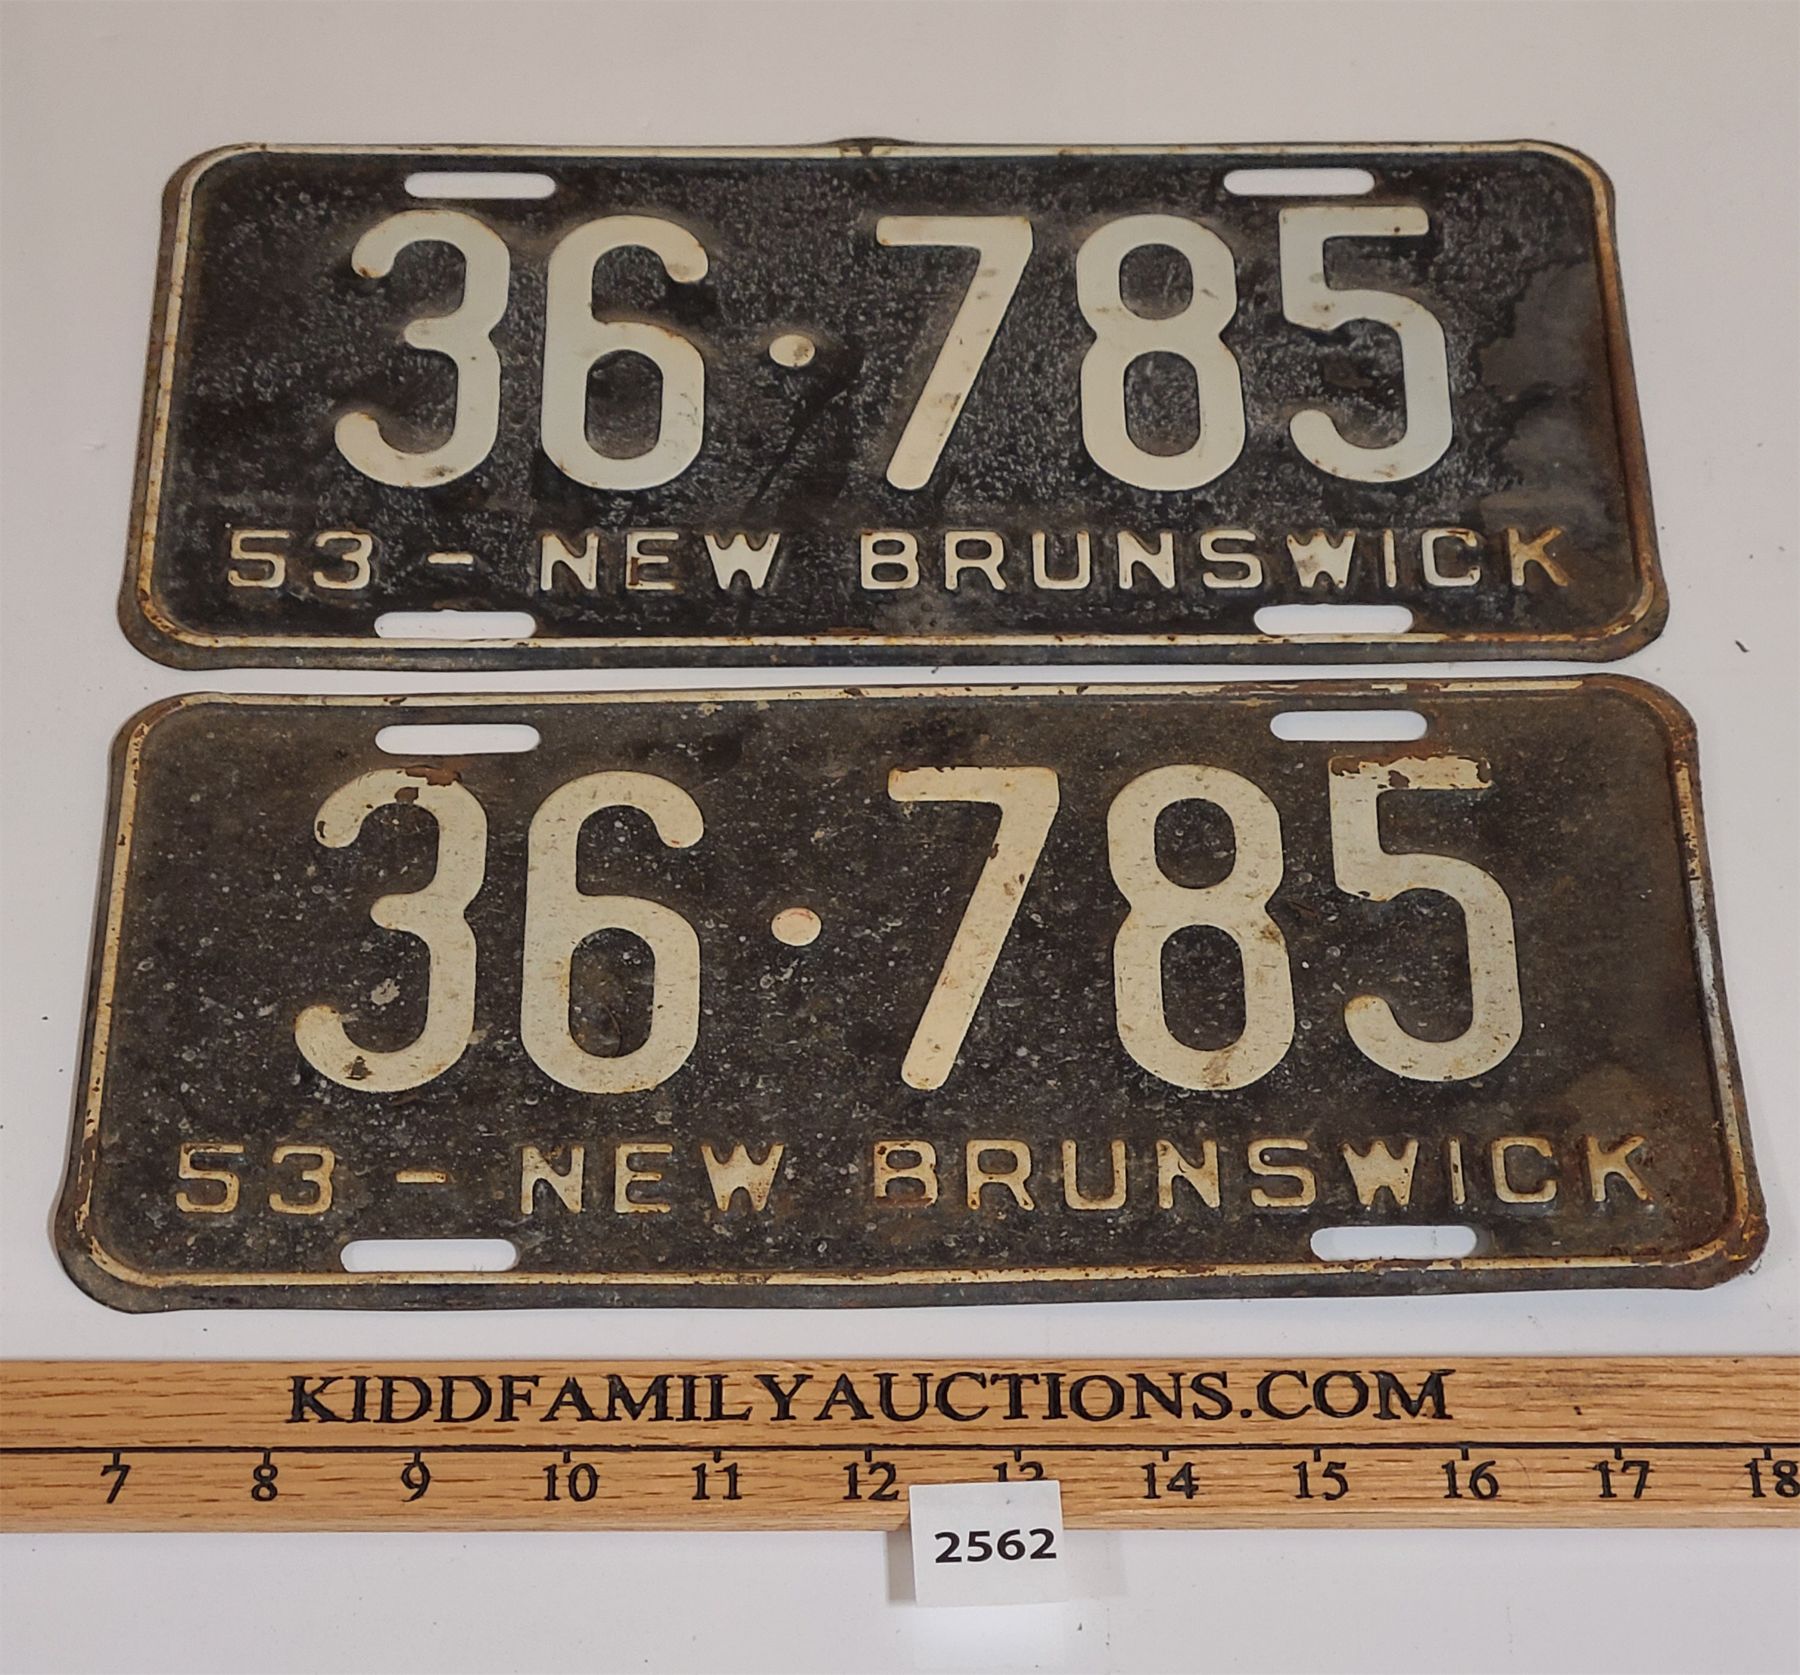 36·785
53 - NEW BRUNSWICK
36·785
53 - NEW BRUNSWICK
KIDDFAMILYAUCTIONS.COM
7 8 9 10 11 12 13 14 15 16 17 18
2562